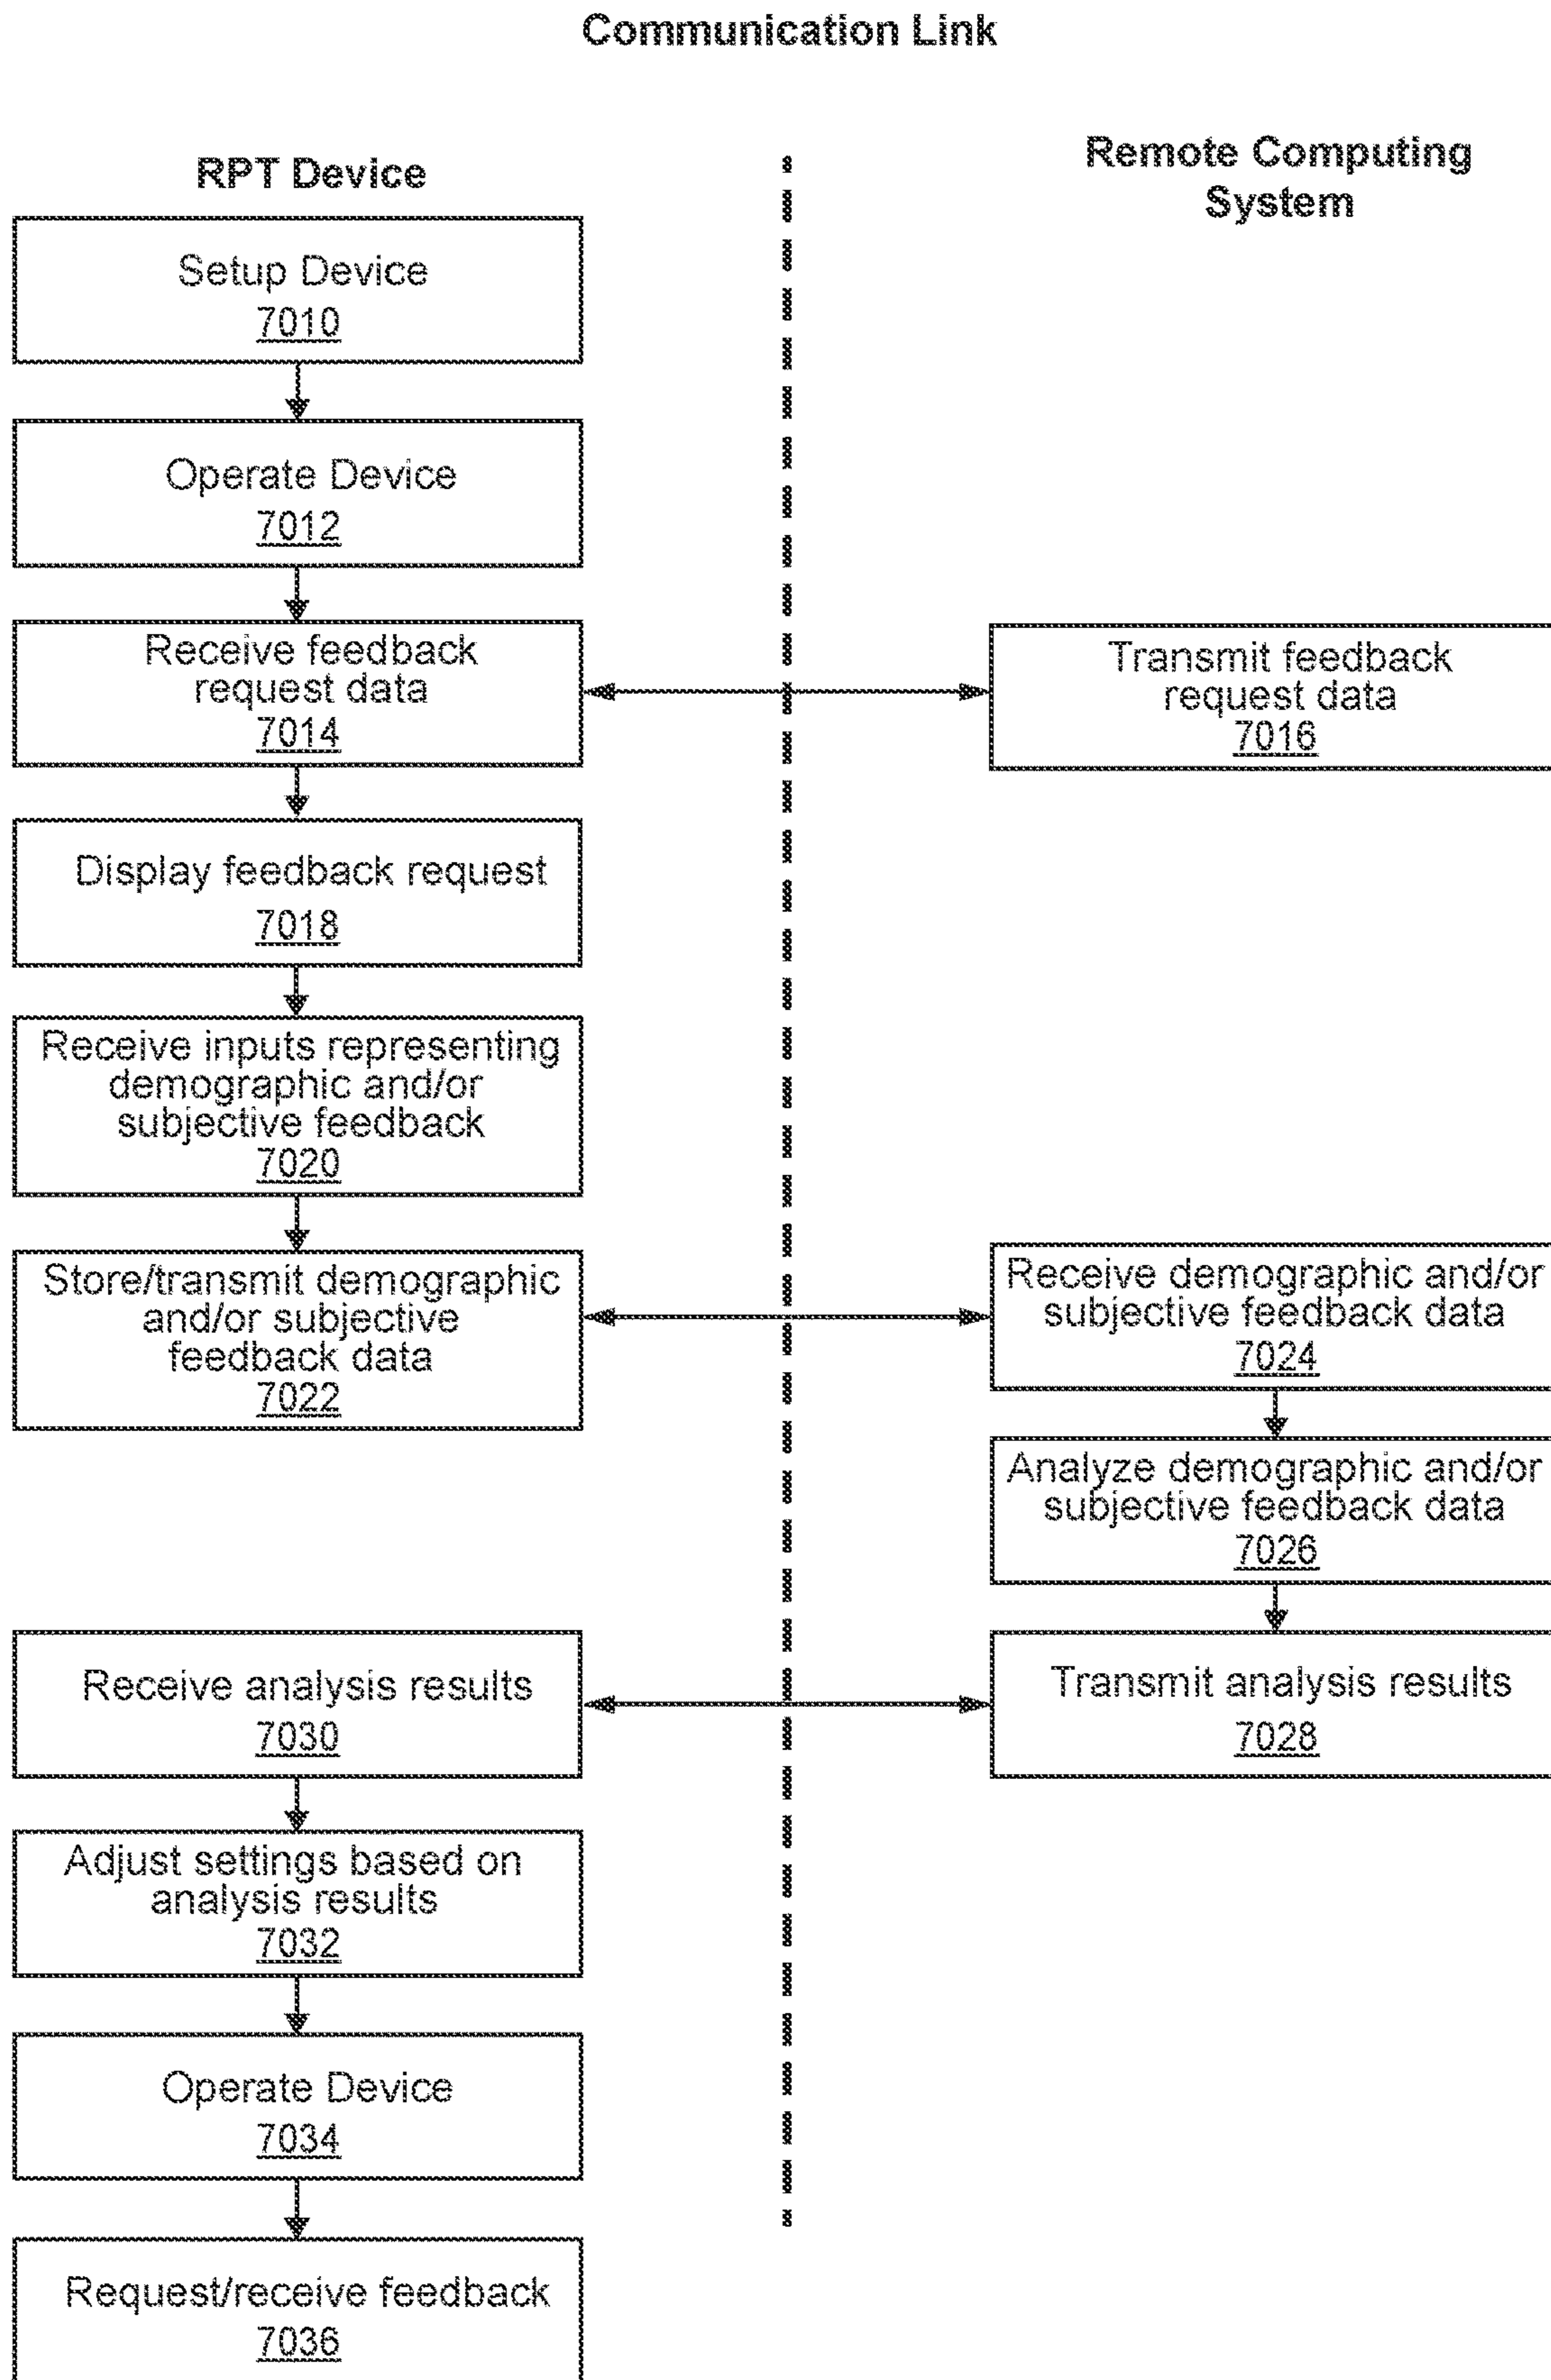 Communication Link
RPT Device
Remote Computing
System
Setup Device
7010
Operate Device
7012
Receive feedback
request data
7014
Transmit feedback
request data
7016
Display feedback request
7018
Receive inputs representing
demographic and/or
subjective feedback
7020
Store/transmit demographic
and/or subjective
feedback data
7022
Receive demographic and/or
subjective feedback data
7024
Analyze demographic and/or
subjective feedback data
7026
Transmit analysis results
7028
Receive analysis results
7030
Adjust settings based on
analysis results
7032
Operate Device
7034
Request/receive feedback
7036